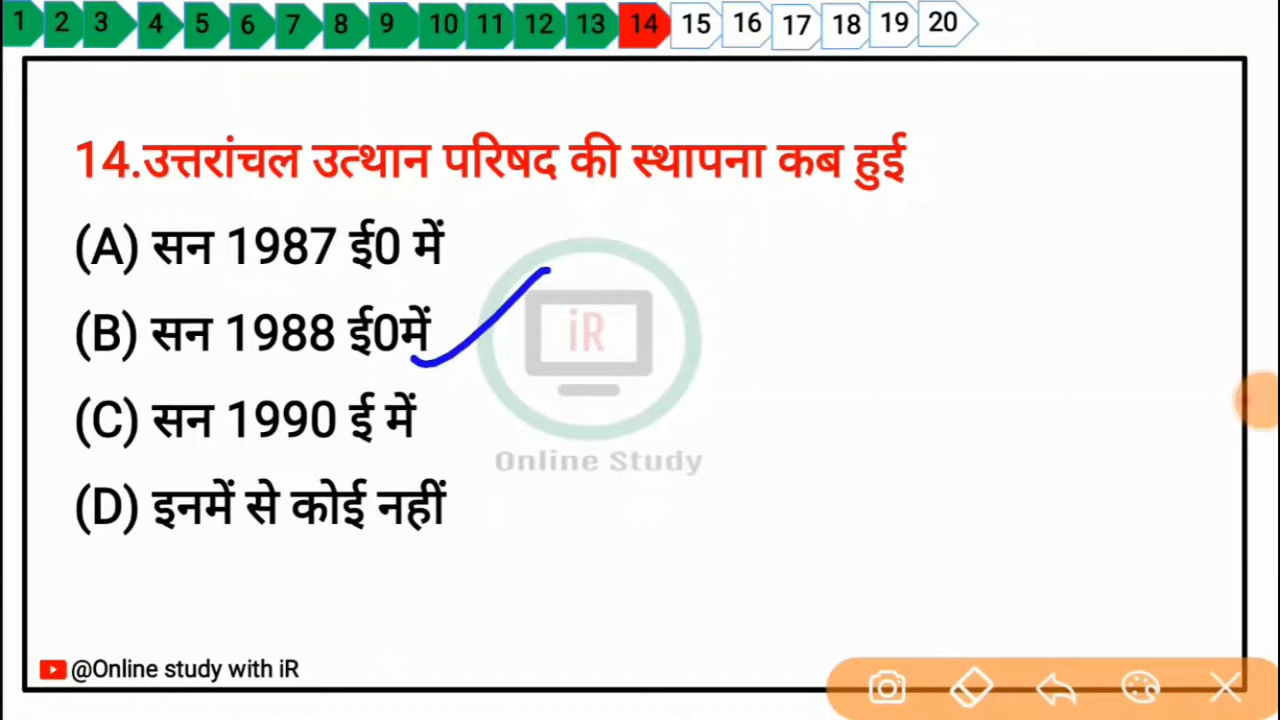 1 2 3 4 5 6 7 8 9 10 11 12 13 14 15 16 17 18 19 20
14.उत्तरांचल उत्थान परिषद की स्थापना कब हुई
(A) सन 1987 ई0 में
(B) सन 1988 ई0में
(C) सन 1990 ई में
(D) इनमें से कोई नहीं
iR
Online Study
@Online study with iR